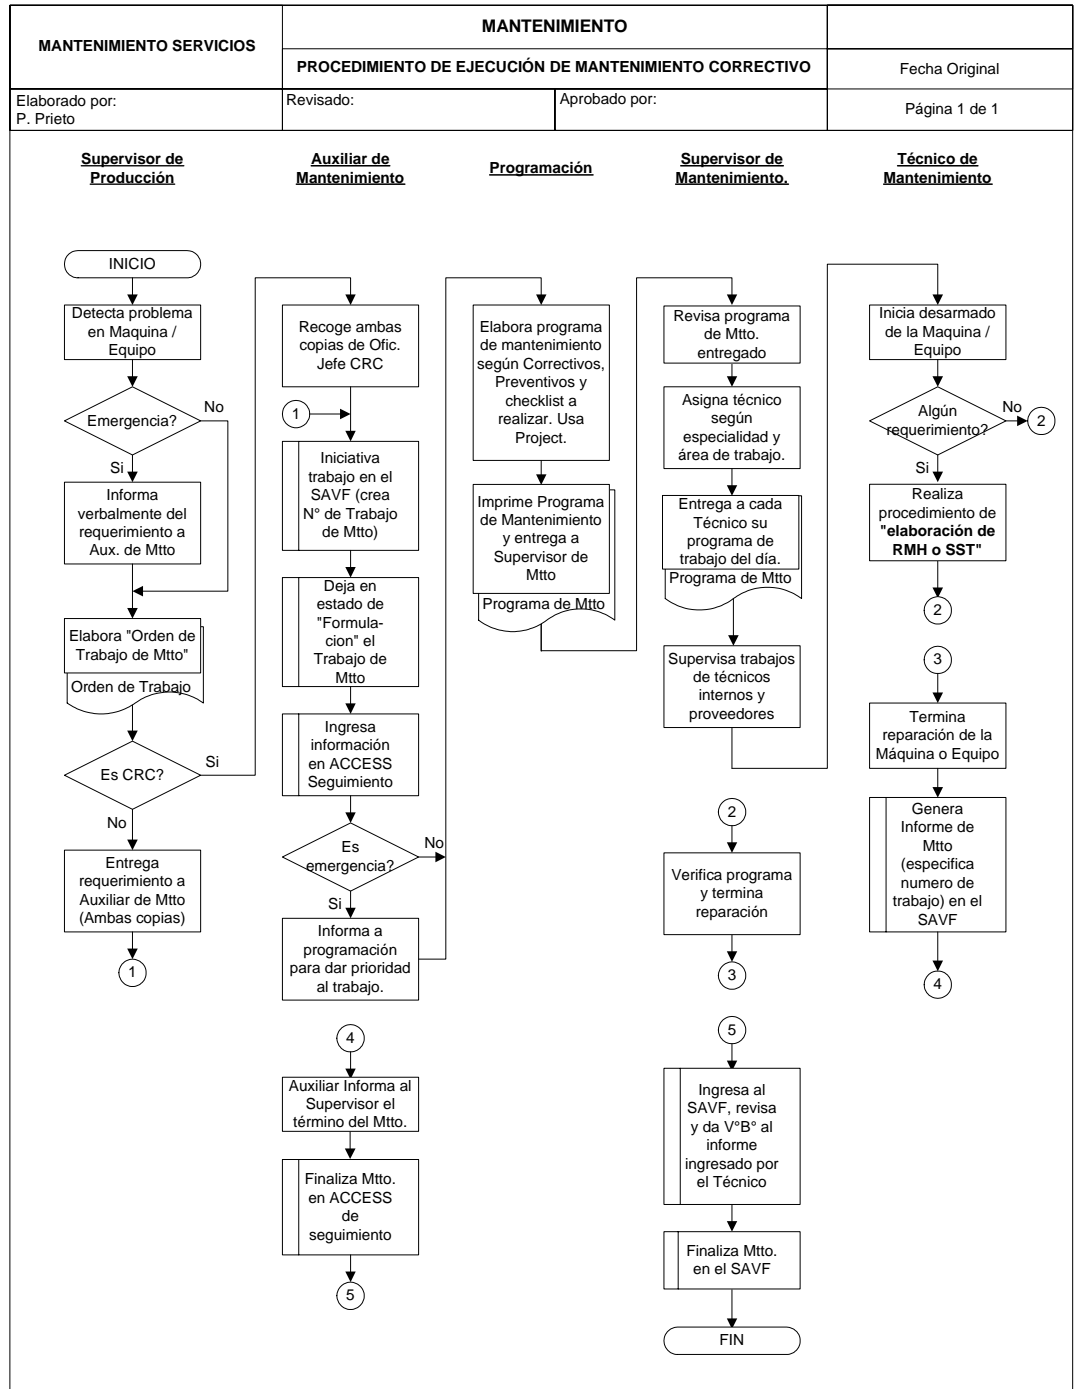 MANTENIMIENTO SERVICIOS
MANTENIMIENTO
PROCEDIMIENTO DE EJECUCIÓN DE MANTENIMIENTO CORRECTIVO
Fecha Original
Elaborado por:
P. Prieto
Revisado:
Aprobado por:
Página 1 de 1
Supervisor de
Producción
Auxiliar de
Mantenimiento
Programación
Supervisor de
Mantenimiento.
Técnico de
Mantenimiento
INICIO
Detecta problema
en Maquina /
Equipo
Emergencia?
No
Si
Informa
verbalmente del
requerimiento a
Aux. de Mtto
Elabora "Orden de
Trabajo de Mtto"
Orden de Trabajo
Es CRC?
Si
No
Entrega
requerimiento a
Auxiliar de Mtto
(Ambas copias)
1
Recoge ambas
copias de Ofic.
Jefe CRC
1
Iniciativa
trabajo en el
SAVF (crea
N° de Trabajo
de Mtto)
Deja en
estado de
"Formula-
cion" el
Trabajo de
Mtto
Ingresa
información
en ACCESS
Seguimiento
Es
emergencia?
No
Si
Informa a
programación
para dar prioridad
al trabajo.
4
Auxiliar Informa al
Supervisor el
término del Mtto.
Finaliza Mtto.
en ACCESS
de
seguimiento
5
Elabora programa
de mantenimiento
según Correctivos,
Preventivos y
checklist a
realizar. Usa
Project.
Imprime Programa
de Mantenimiento
y entrega a
Supervisor de
Mtto
Programa de Mtto
Revisa programa
de Mtto.
entregado
Asigna técnico
según
especialidad y
área de trabajo.
Entrega a cada
Técnico su
programa de
trabajo del día.
Programa de Mtto
Supervisa trabajos
de técnicos
internos y
proveedores
2
Verifica programa
y termina
reparación
3
5
Ingresa al
SAVF, revisa
y da V°B° al
informe
ingresado por
el Técnico
Finaliza Mtto.
en el SAVF
FIN
Inicia desarmado
de la Maquina /
Equipo
Algún
requerimiento?
No
2
Si
Realiza
procedimiento de
"elaboración de
RMH o SST"
2
3
Termina
reparación de la
Máquina o Equipo
Genera
Informe de
Mtto
(especifica
numero de
trabajo) en el
SAVF
4